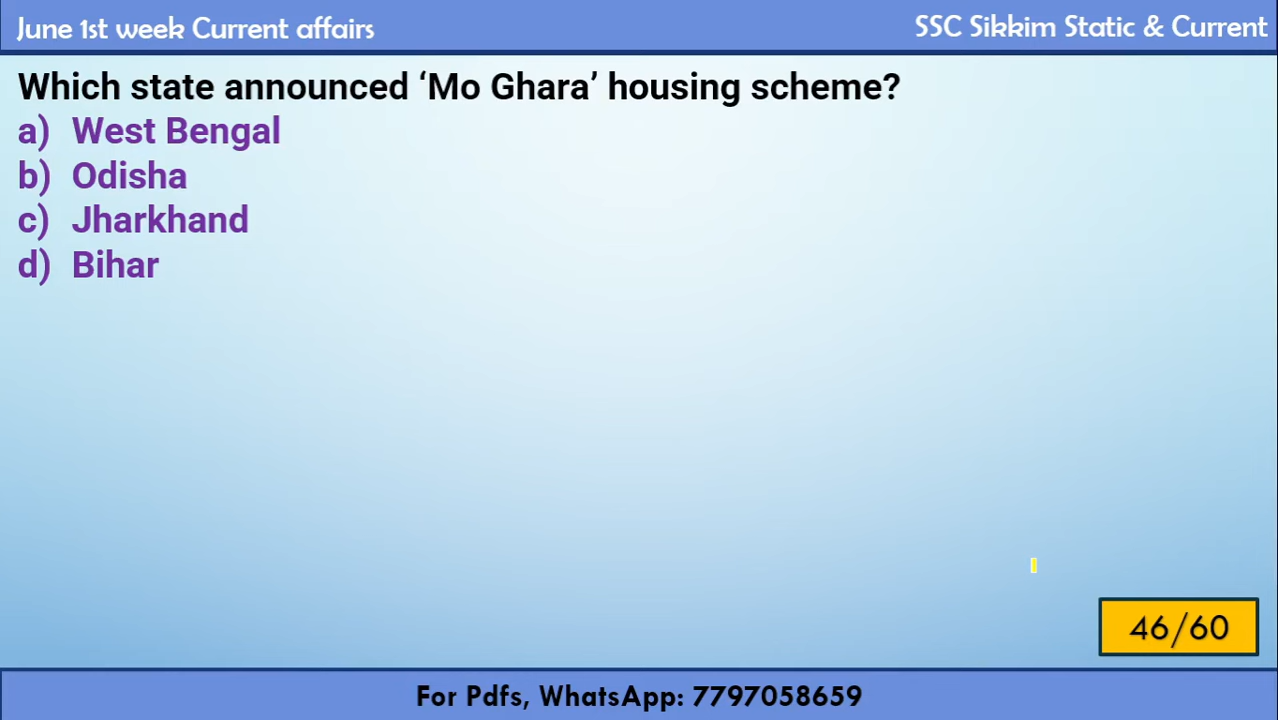 June 1st week Current affairs
SSC Sikkim Static & Current
Which state announced ‘Mo Ghara’ housing scheme?
a) West Bengal
b) Odisha
c) Jharkhand
d) Bihar
46/60
For Pdfs, WhatsApp: 7797058659